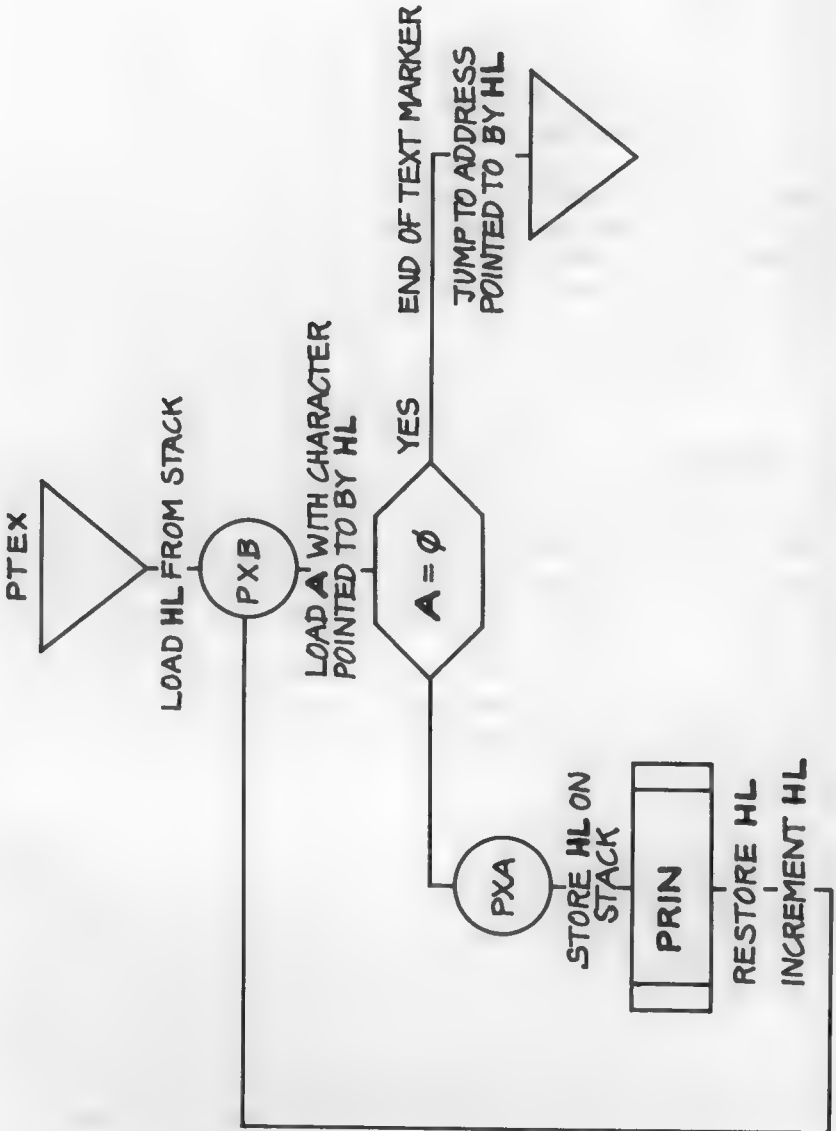 PTEX
LOAD HL FROM STACK
PXB
LOAD A WITH CHARACTER
POINTED TO BY HL
A = Ø
YES
END OF TEXT MARKER
JUMP TO ADDRESS
POINTED TO BY HL
PXA
STORE HL ON
STACK
PRIN
RESTORE HL
INCREMENT HL